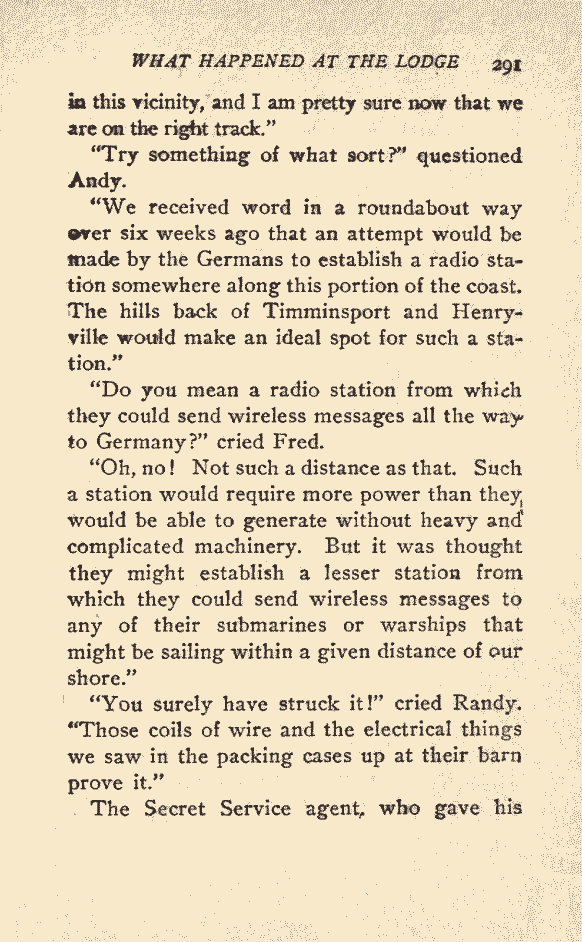 WHAT HAPPENED AT THE LODGE 291
in this vicinity, and I am pretty sure now that we
are on the right track.”
“Try something of what sort?” questioned
Andy.
“We received word in a roundabout way
over six weeks ago that an attempt would be
made by the Germans to establish a radio sta-
tion somewhere along this portion of the coast.
The hills back of Timminsport and Henry-
ville would make an ideal spot for such a sta-
tion.”
“Do you mean a radio station from which
they could send wireless messages all the way
to Germany?” cried Fred.
“Oh, no! Not such a distance as that. Such
a station would require more power than they
would be able to generate without heavy and
complicated machinery. But it was thought
they might establish a lesser station from
which they could send wireless messages to
any of their submarines or warships that
might be sailing within a given distance of our
shore.”
“You surely have struck it!” cried Randy.
“Those coils of wire and the electrical things
we saw in the packing cases up at their barn
prove it.”
The Secret Service agent, who gave his